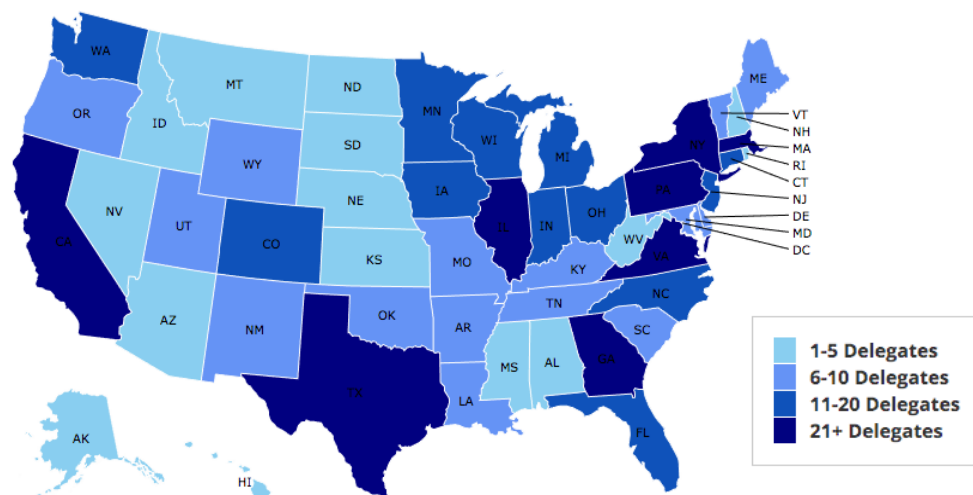 WA
MT
ND
MN
ME
OR
ID
SD
WI
MI
NY
VT
NH
MA
RI
CT
NJ
DE
MD
DC
WY
IA
PA
NE
NV
UT
CO
IL
IN
OH
WV
VA
CA
KS
MO
KY
NC
TN
AZ
NM
OK
AR
SC
MS
AL
GA
TX
LA
FL
AK
HI
1-5 Delegates
6-10 Delegates
11-20 Delegates
21+ Delegates